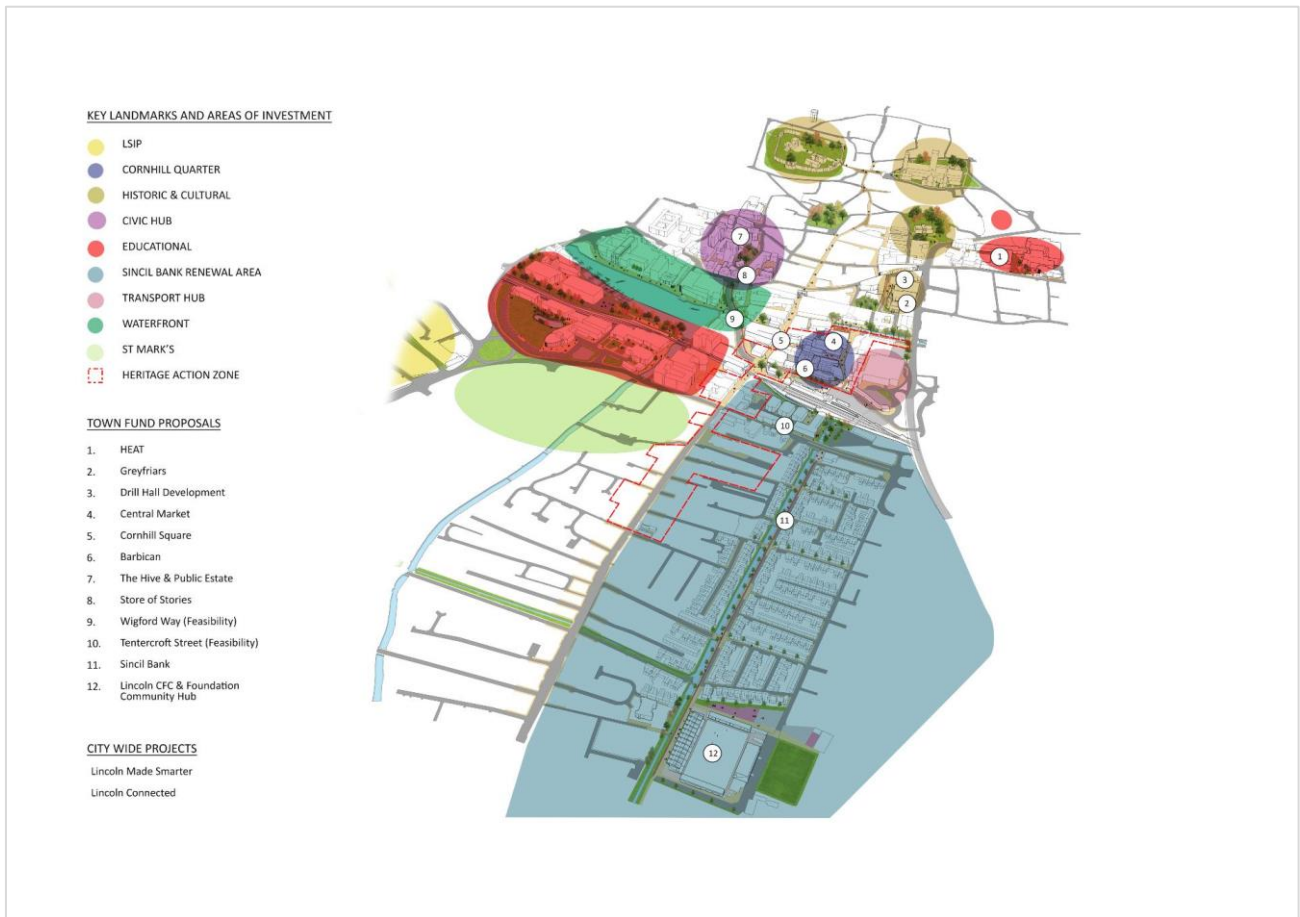 KEY LANDMARKS AND AREAS OF INVESTMENT
LSIP
CORNHILL QUARTER
HISTORIC & CULTURAL
CIVIC HUB
EDUCATIONAL
SINCIL BANK RENEWAL AREA
TRANSPORT HUB
WATERFRONT
ST MARK'S
HERITAGE ACTION ZONE
TOWN FUND PROPOSALS
1. HEAT
2. Greyfriars
3. Drill Hall Development
4. Central Market
5. Cornhill Square
6. Barbican
7. The Hive & Public Estate
8. Store of Stories
9. Wigford Way (Feasibility)
10. Tentercroft Street (Feasibility)
11. Sincil Bank
12. Lincoln CFC & Foundation
Community Hub
CITY WIDE PROJECTS
Lincoln Made Smarter
Lincoln Connected
7
8
1
3
2
9
5
4
6
10
11
12